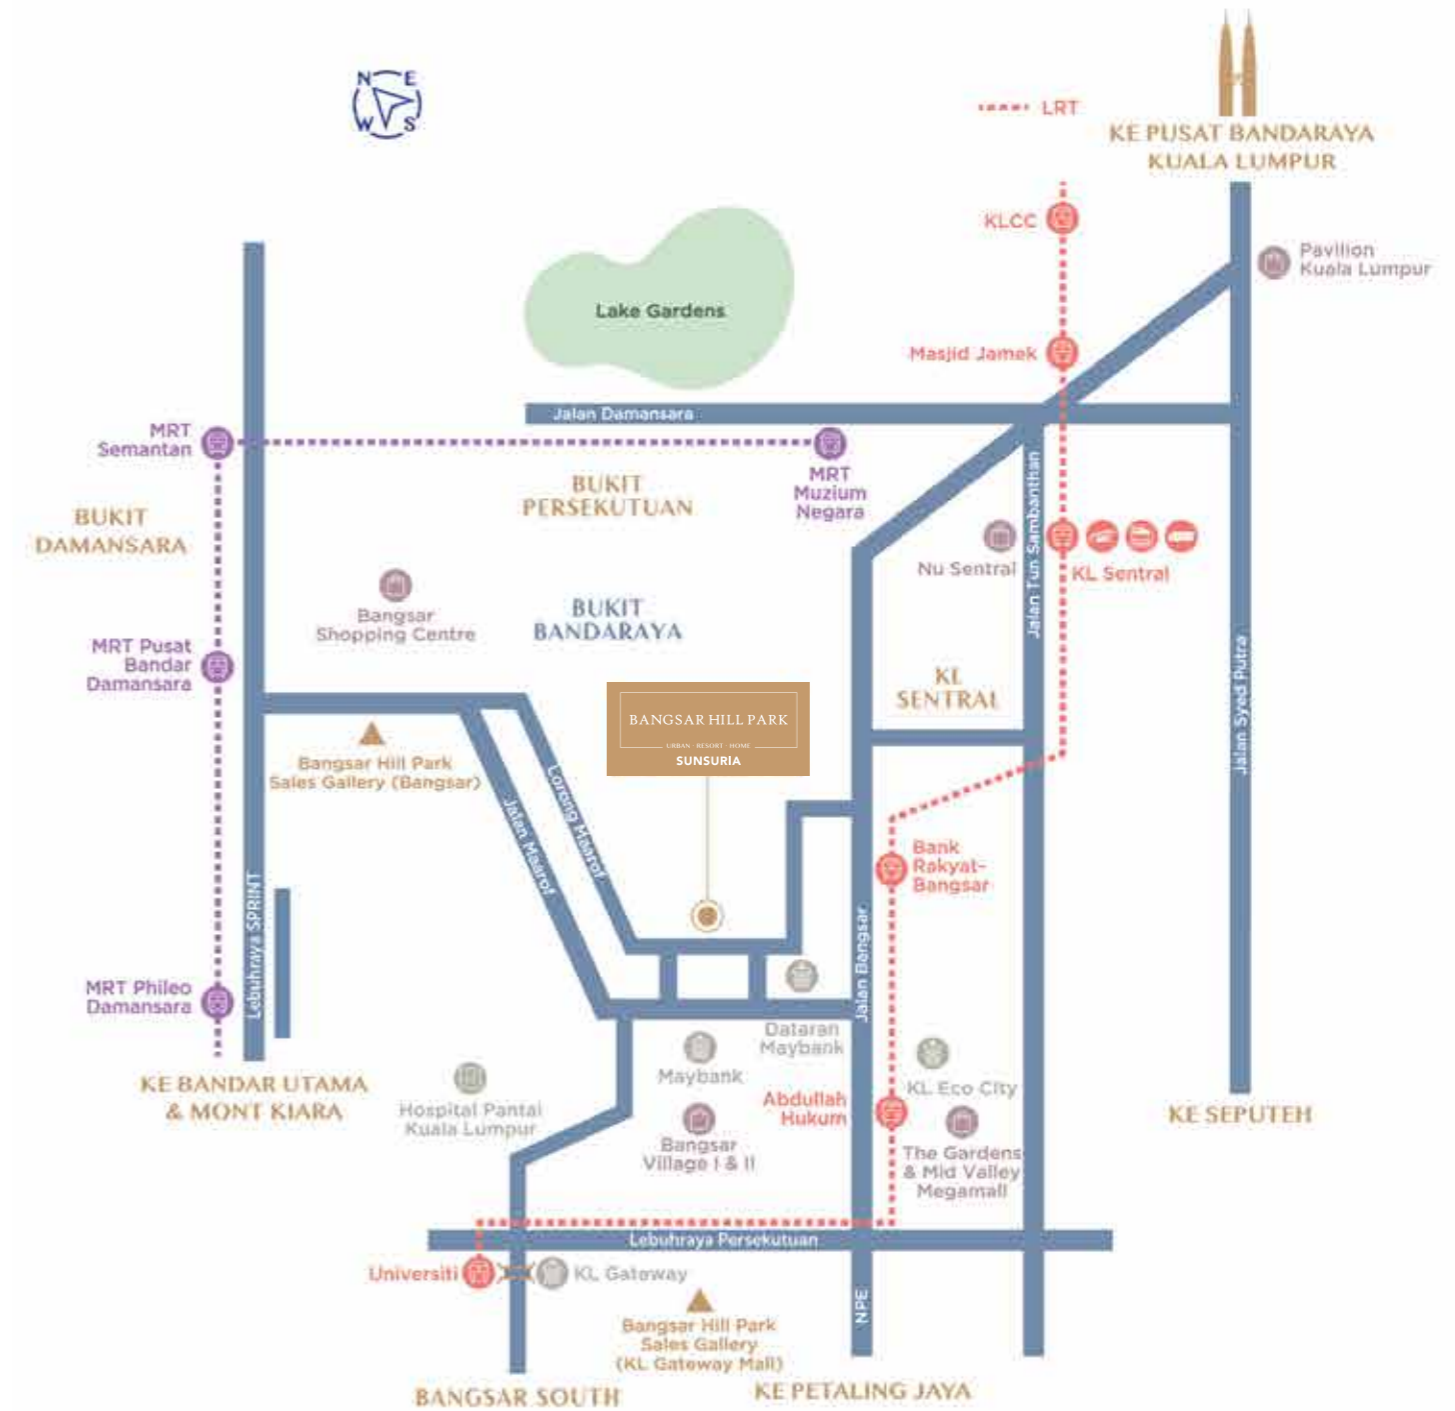 N E
W S
LRT
KE PUSAT BANDARAYA
KUALA LUMPUR
KLCC
Pavilion
Kuala Lumpur
Lake Gardens
Masjid Jamek
Jalan Damansara
MRT
Semantan
MRT
Muzium
Negara
BUKIT
PERSEKUTUAN
BUKIT
DAMANSARA
Jalan Tun Sambanthan
Nu Sentral
KL Sentral
Bangsar
Shopping Centre
BUKIT
BANDARAYA
MRT Pusat
Bandar
Damansara
KL
SENTRAL
Jalan Syed Putra
BANGSAR HILL PARK
URBAN · RESORT · HOME
SUNSURIA
Bangsar Hill Park
Sales Gallery (Bangsar)
Lorong Maarof
Jalan Maarof
Bank
Rakyat-
Bangsar
Lebuhraya SPRINT
Jalan Bangsar
MRT Phileo
Damansara
Dataran
Maybank
Maybank
KL Eco City
KE BANDAR UTAMA
& MONT KIARA
Hospital Pantai
Kuala Lumpur
Abdullah
Hukum
KE SEPUTEH
Bangsar
Village I & II
The Gardens
& Mid Valley
Megamall
Lebuhraya Persekutuan
Universiti
KL Gateway
NPE
Bangsar Hill Park
Sales Gallery
(KL Gateway Mall)
BANGSAR SOUTH
KE PETALING JAYA